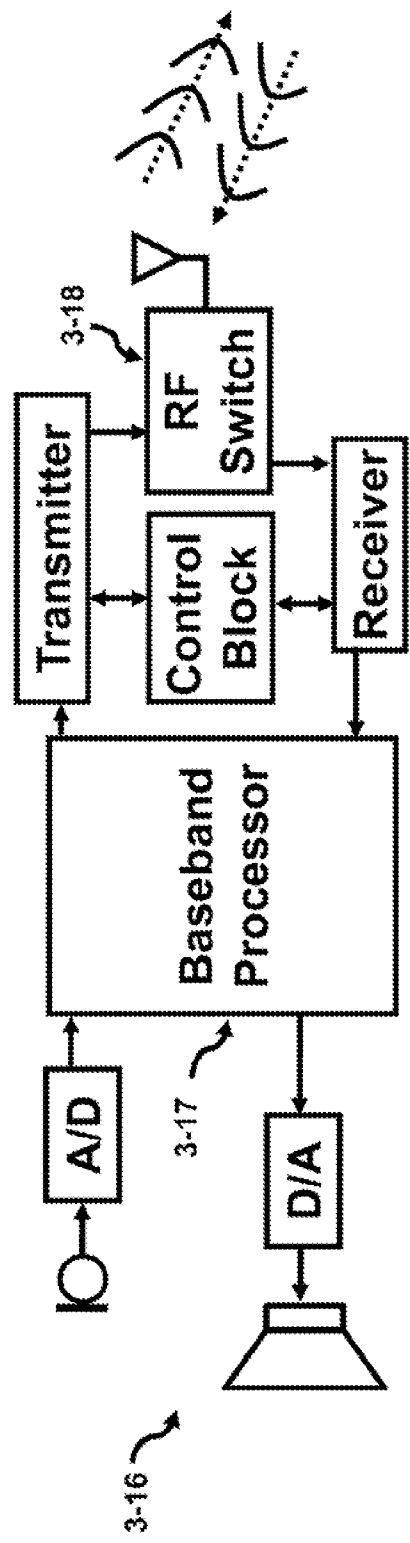 3-16
A/D
D/A
3-17
Baseband
Processor
Transmitter
Control
Block
Receiver
3-18
RF
Switch